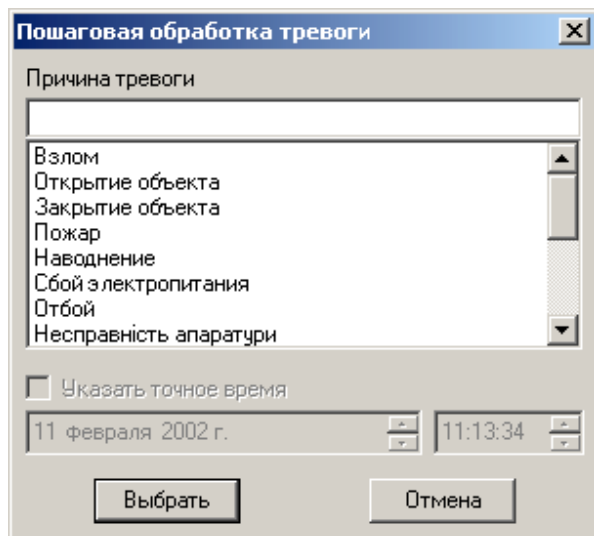 Пошаговая обработка тревоги
Причина тревоги
Взлом
Открытие объекта
Закрытие объекта
Пожар
Наводнение
Сбой электропитания
Отбой
Несправність апаратури
Указать точное время
11 февраля 2002 г. 11:13:34
Выбрать Отмена